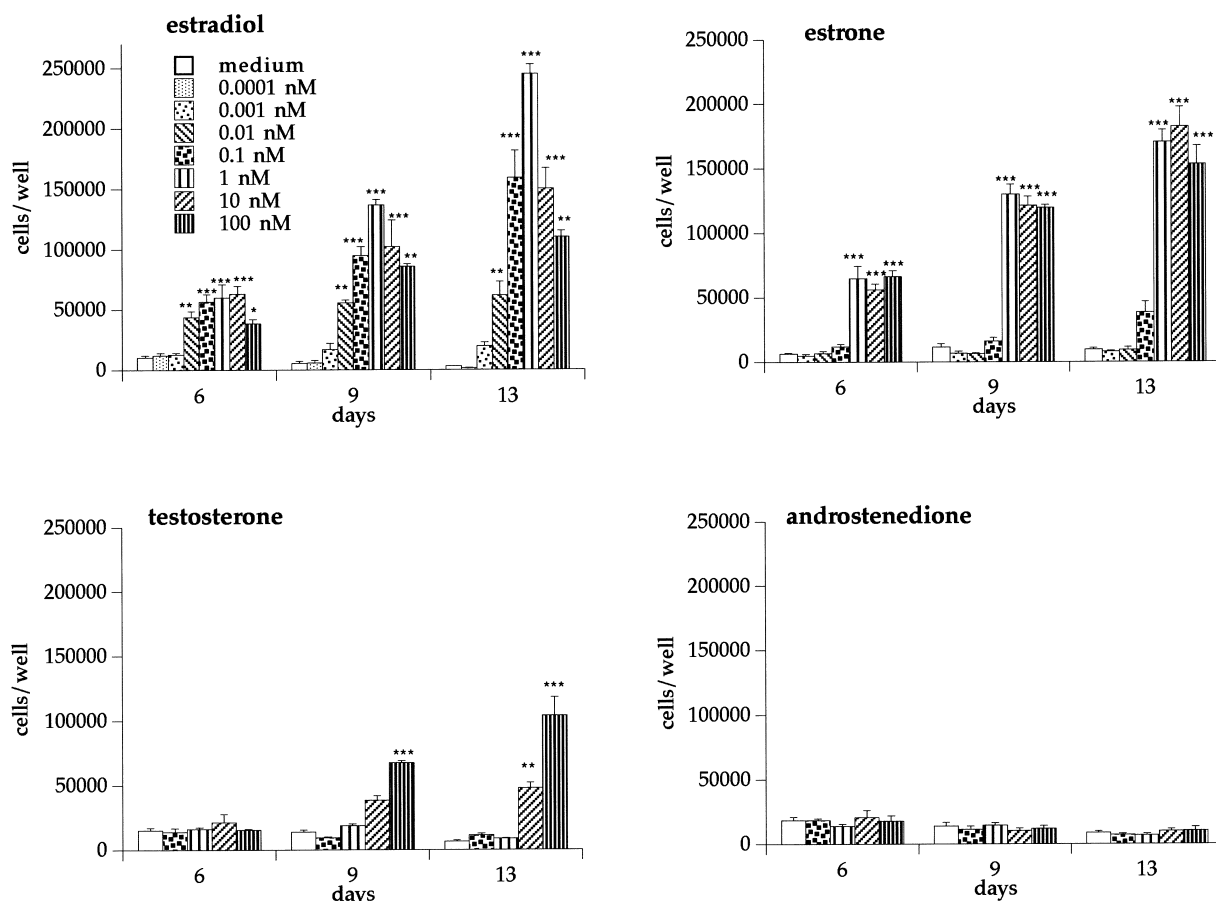 estradiol
medium
0.0001 nM
0.001 nM
0.01 nM
0.1 nM
1 nM
10 nM
100 nM
250000
200000
150000
100000
50000
0
cells/well
** *** *** *** *
** *** *** *** **
** *** *** *** **
6 9 13
days
estrone
250000
200000
150000
100000
50000
0
cells/well
*** *** ***
*** *** ***
*** *** ***
6 9 13
days
testosterone
250000
200000
150000
100000
50000
0
cells/well
***
** ***
6 9 13
days
androstenedione
250000
200000
150000
100000
50000
0
cells/well
6 9 13
days